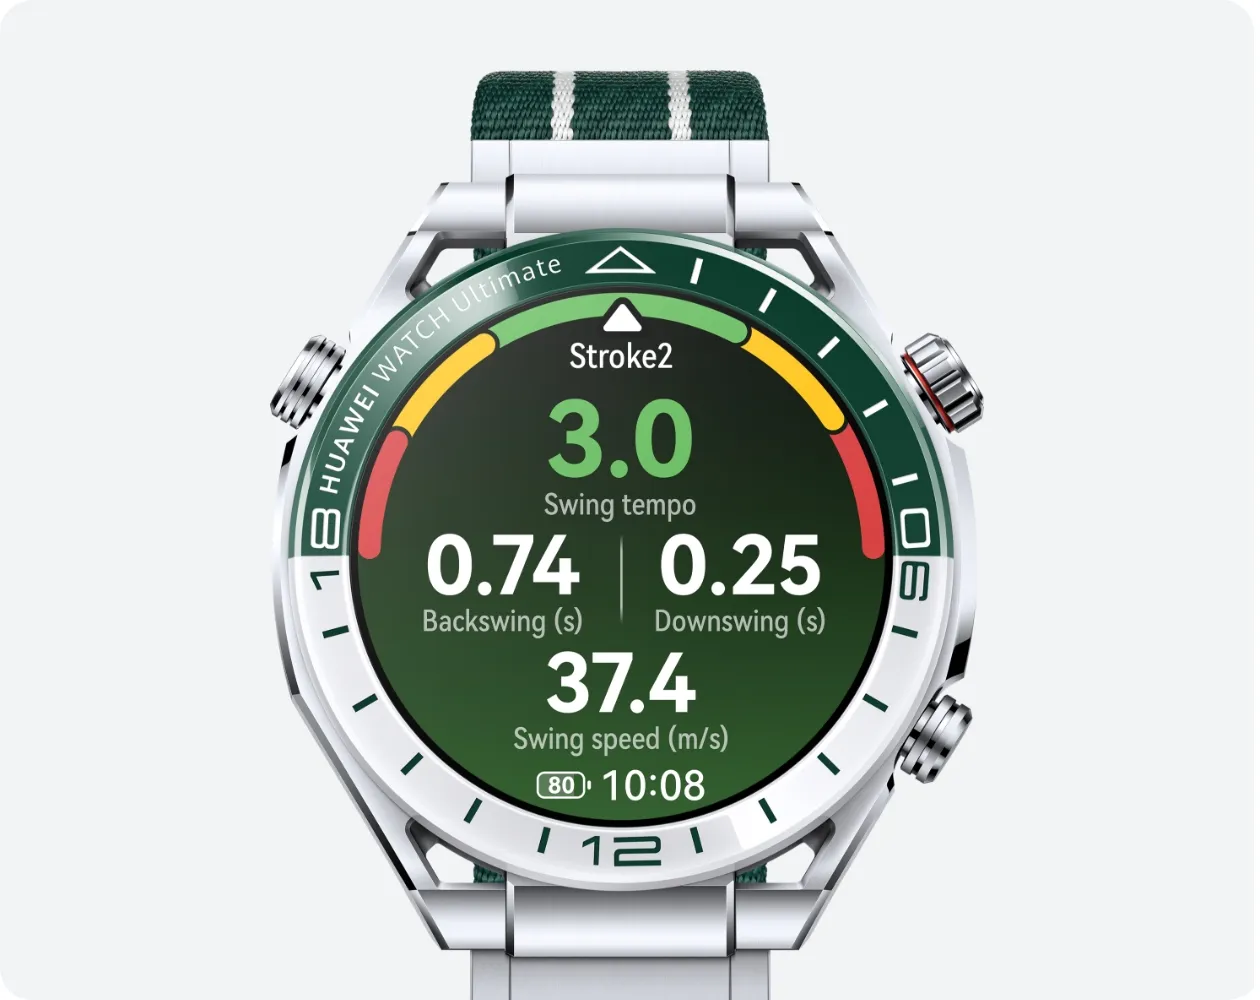 HUAWEI WATCH Ultimate
Stroke2
3.0
Swing tempo
0.74
0.25
Backswing (s)
Downswing (s)
37.4
Swing speed (m/s)
80
10:08
18
06
12